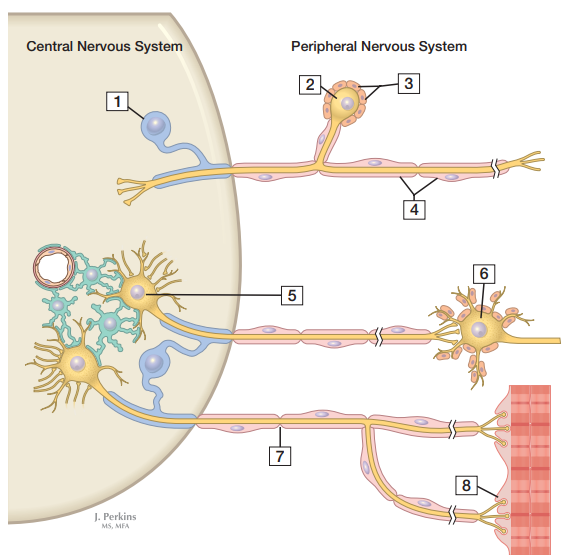 Central Nervous System
Peripheral Nervous System
1
2
3
4
5
6
7
8
J. Perkins
MS, MFA